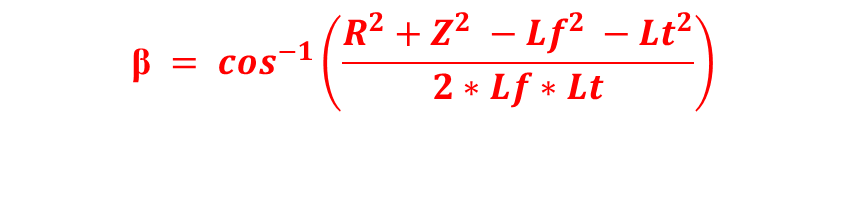 β = cos⁻¹((R² + Z² − Lf² − Lt²) / (2 * Lf * Lt))